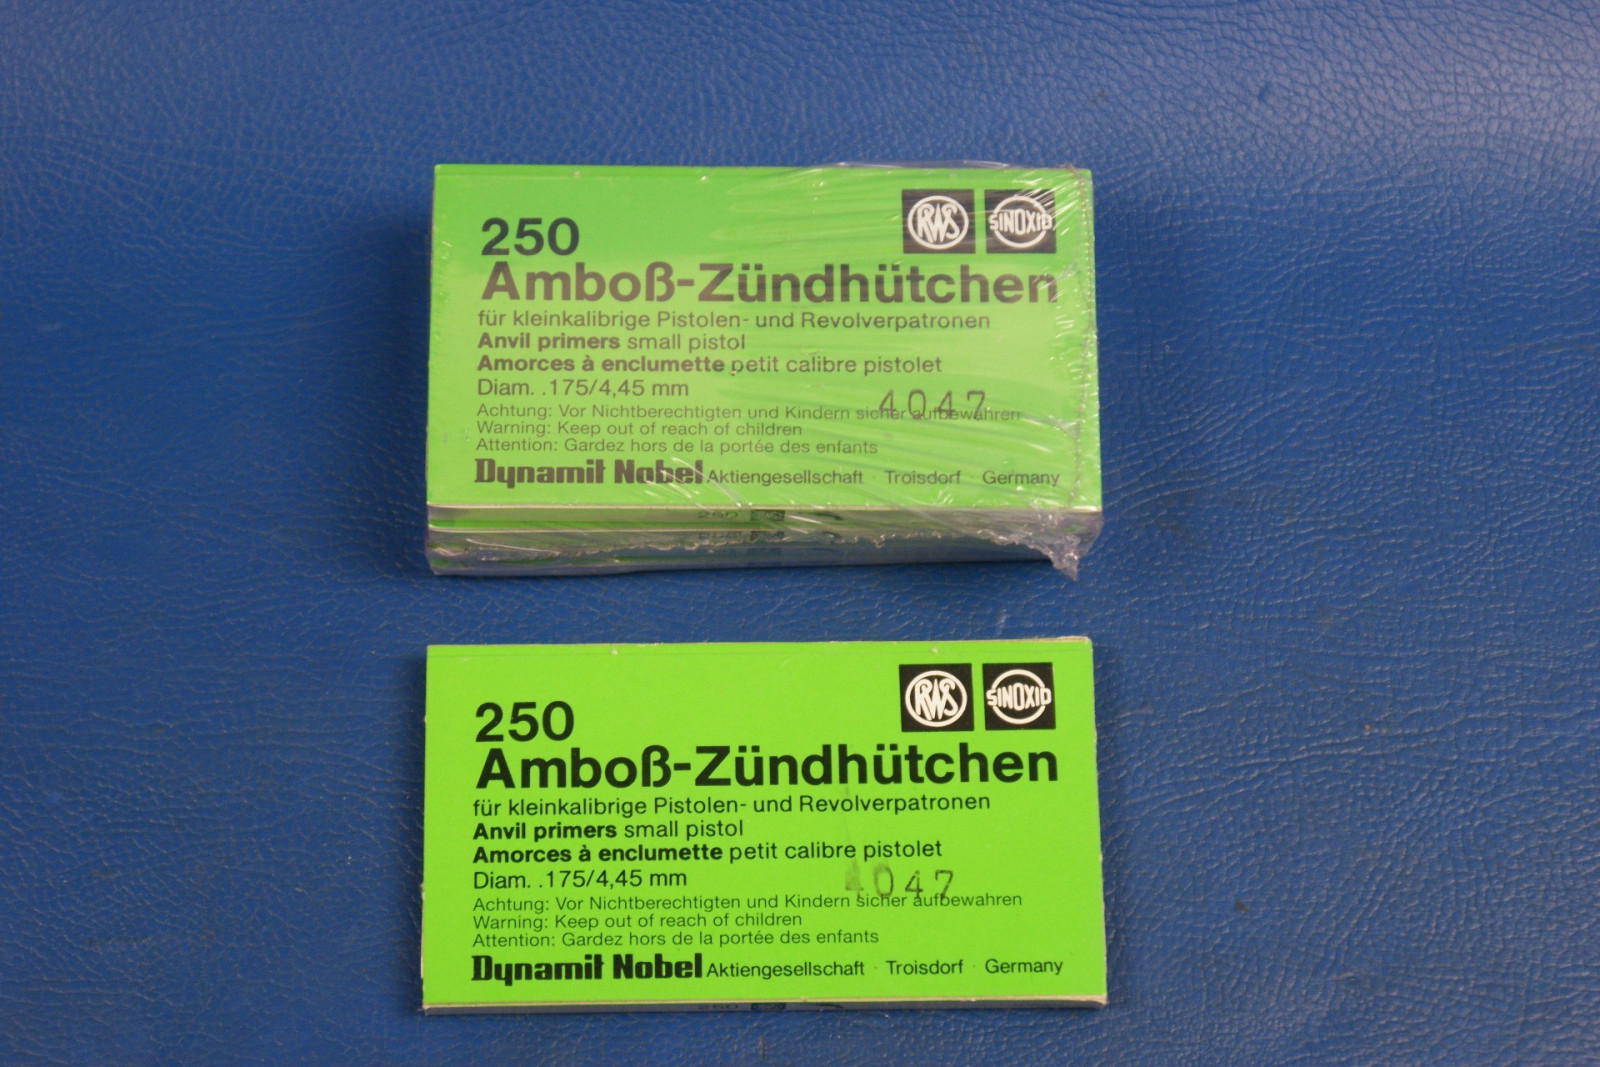 RWS SINOXID
250
Amboß-Zündhütchen
für kleinkalibrige Pistolen- und Revolverpatronen
Anvil primers small pistol
Amorces à enclumette petit calibre pistolet
Diam. .175/4,45 mm
4047
Achtung: Vor Nichtberechtigten und Kindern sicher aufbewahren
Warning: Keep out of reach of children
Attention: Gardez hors de la portée des enfants
Dynamit Nobel Aktiengesellschaft · Troisdorf · Germany
250
RWS SINOXID
250
Amboß-Zündhütchen
für kleinkalibrige Pistolen- und Revolverpatronen
Anvil primers small pistol
Amorces à enclumette petit calibre pistolet
Diam. .175/4,45 mm
4047
Achtung: Vor Nichtberechtigten und Kindern sicher aufbewahren
Warning: Keep out of reach of children
Attention: Gardez hors de la portée des enfants
Dynamit Nobel Aktiengesellschaft · Troisdorf · Germany